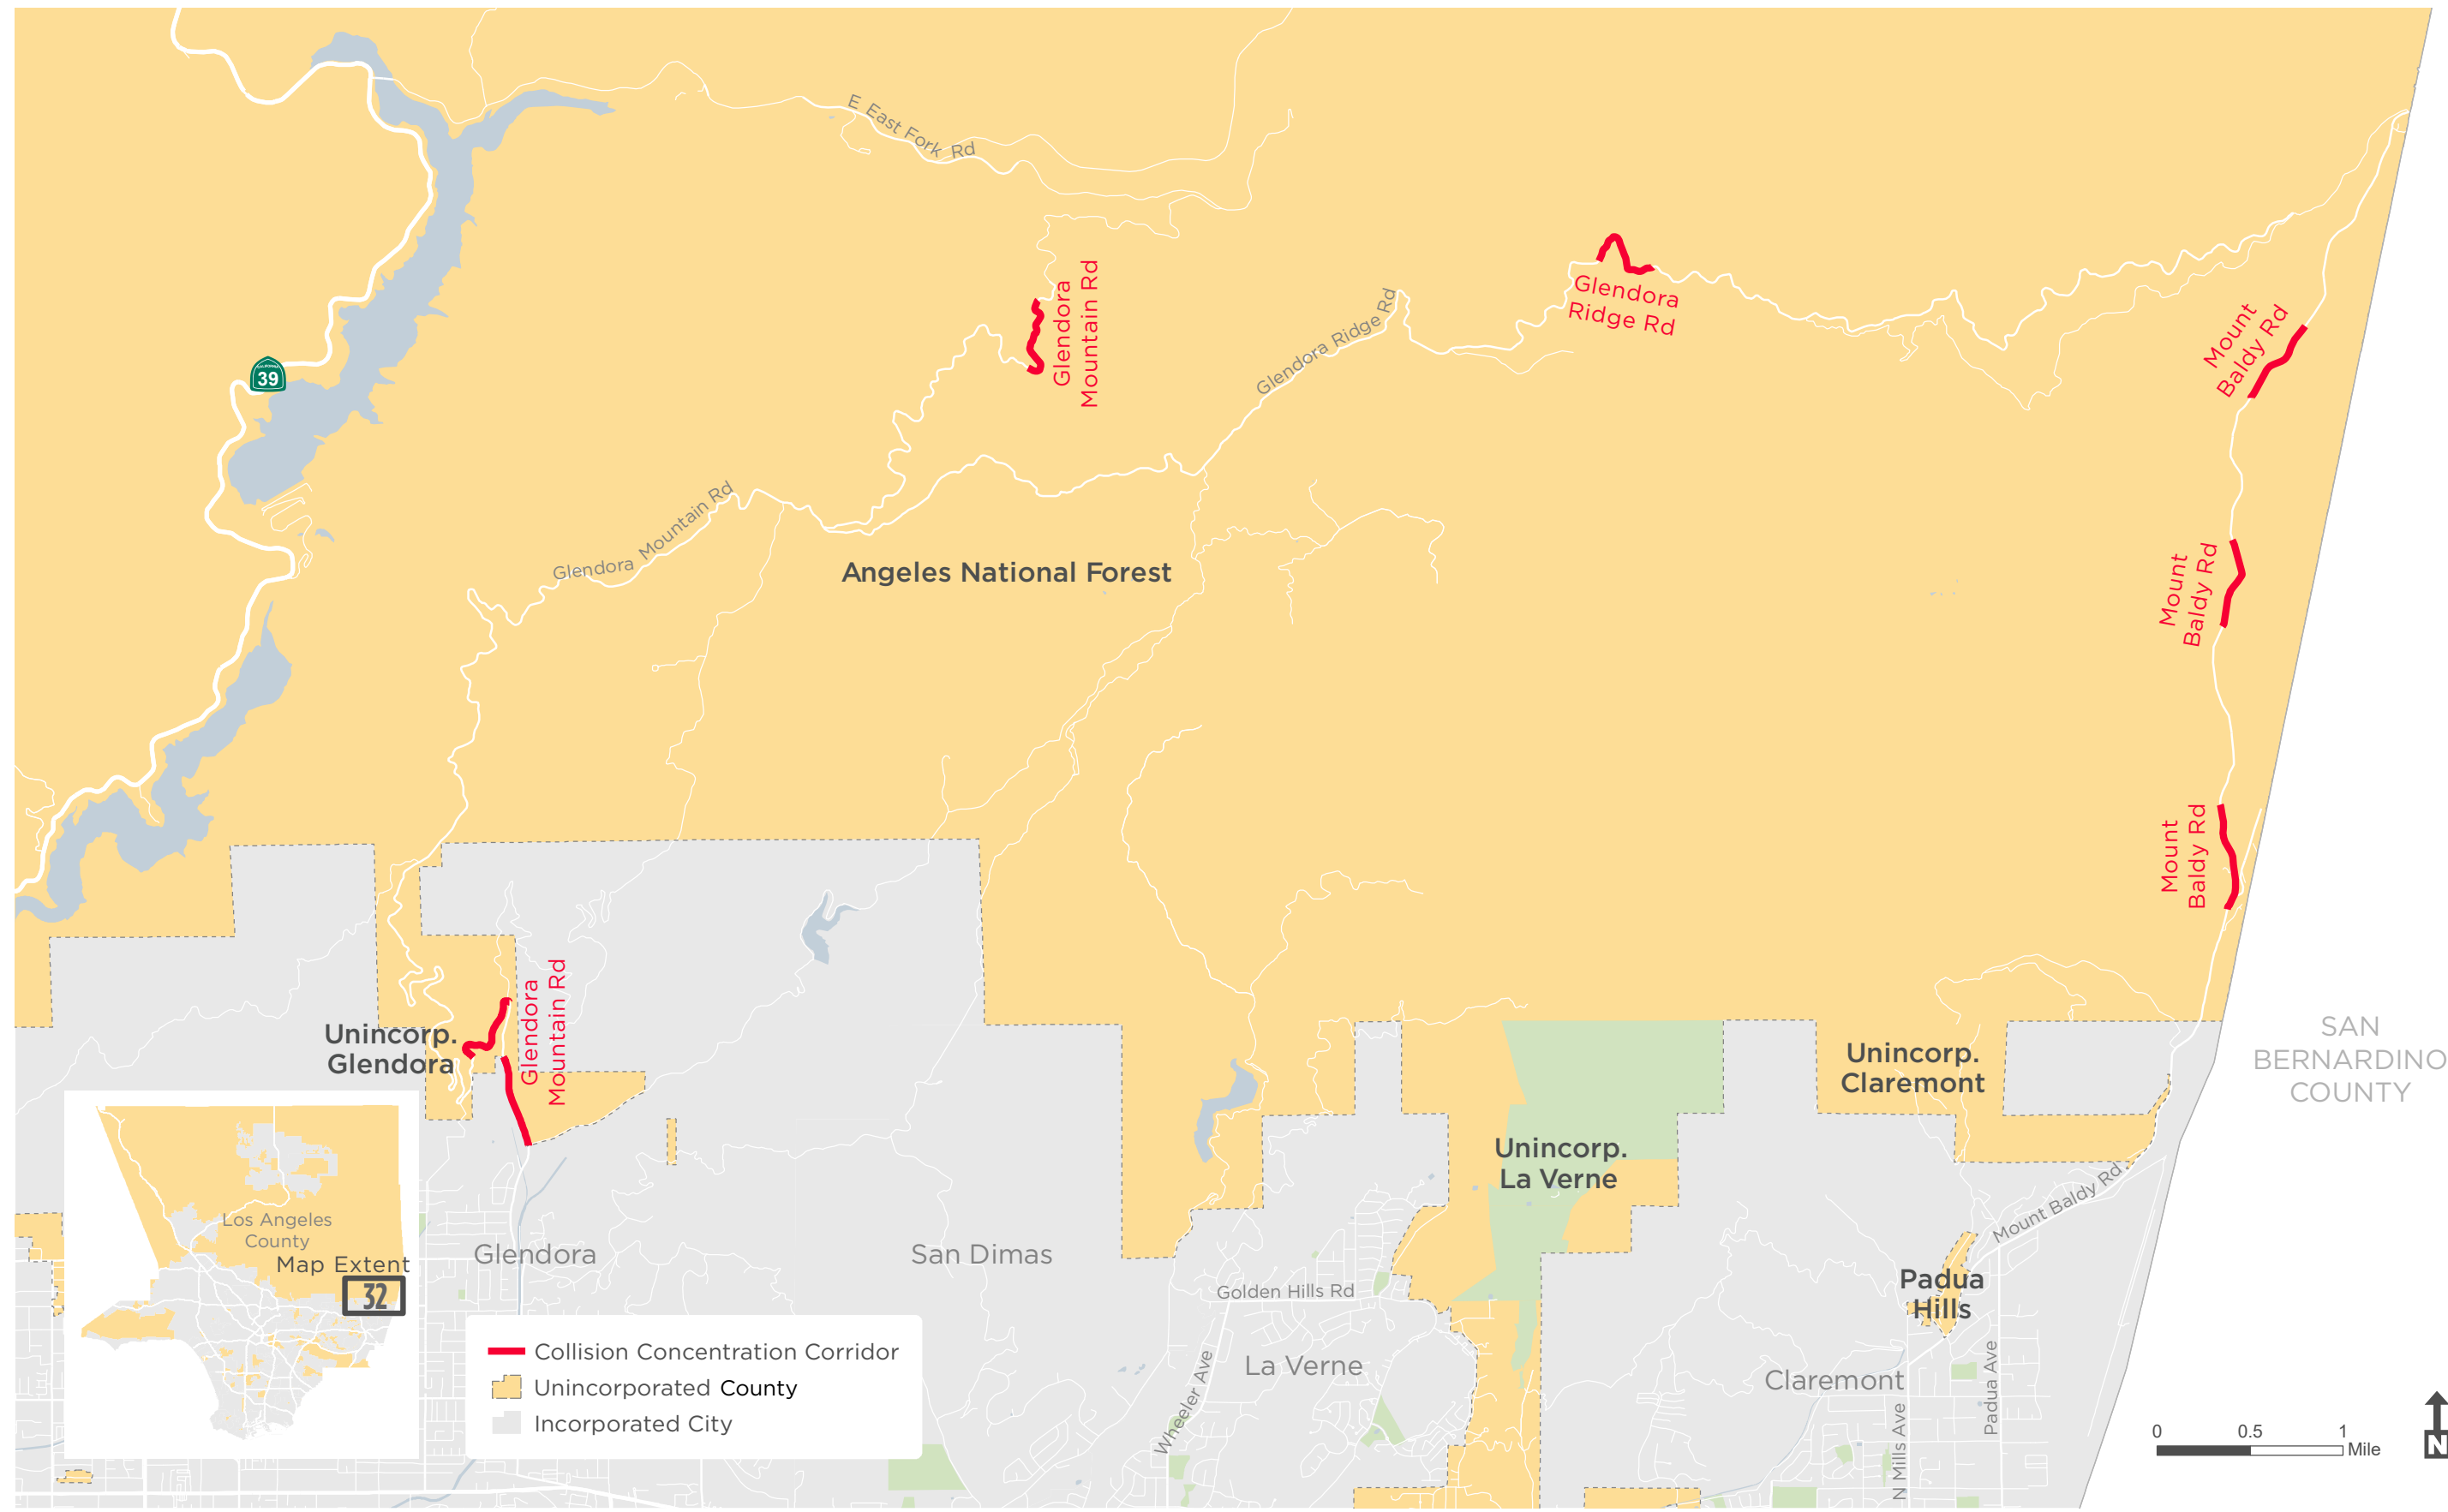 E East Fork Rd
Glendora
Mountain Rd
Glendora Ridge Rd
Glendora
Ridge Rd
Mount
Baldy Rd
CALIFORNIA
39
Glendora Mountain Rd
Angeles National Forest
Mount
Baldy Rd
Mount
Baldy Rd
Glendora
Mountain Rd
Unincorp.
Glendora
Unincorp.
Claremont
SAN
BERNARDINO
COUNTY
Unincorp.
La Verne
Mount Baldy Rd
Los Angeles
County
Map Extent
32
Glendora
San Dimas
Golden Hills Rd
Padua
Hills
La Verne
Wheeler Ave
Claremont
N Mills Ave
Padua Ave
Collision Concentration Corridor
Unincorporated County
Incorporated City
0 0.5 1
Mile
N